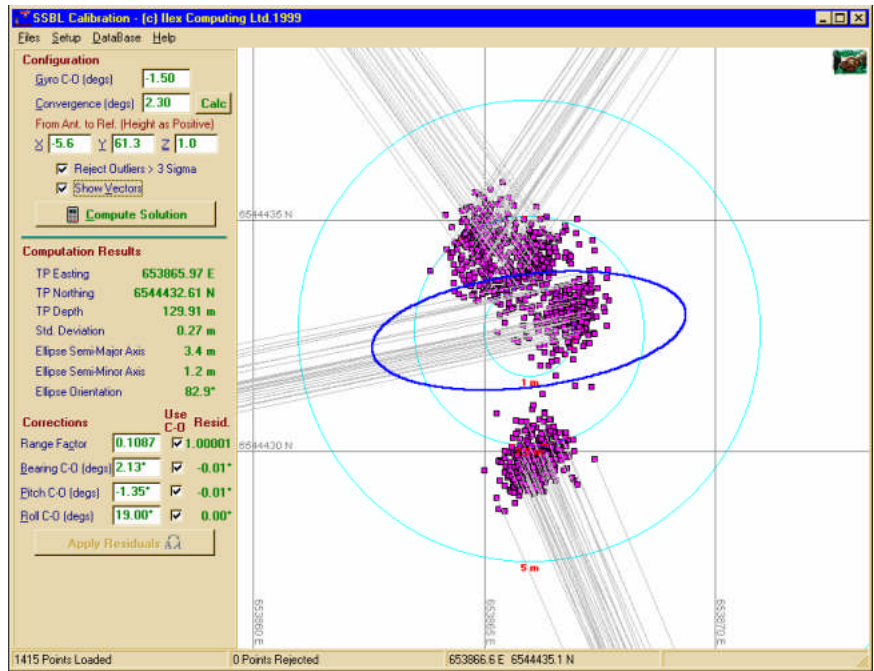 SSBL Calibration - (c) Ilex Computing Ltd.1999
Files Setup DataBase Help
Configuration
Gyro C-O (degs) -1.50
Convergence (degs) 2.30 Calc
From Ant. to Ref. (Height as Positive)
X -5.6 Y 61.3 Z 1.0
Reject Outliers > 3 Sigma
Show Vectors
Compute Solution
Computation Results
TP Easting 653865.97 E
TP Northing 6544432.61 N
TP Depth 129.91 m
Std. Deviation 0.27 m
Ellipse Semi-Major Axis 3.4 m
Ellipse Semi-Minor Axis 1.2 m
Ellipse Orientation 82.9°
Corrections Use C-O Resid.
Range Factor 0.1087 1.00001
Bearing C-O (degs) 2.13° -0.01°
Pitch C-O (degs) -1.35° -0.01°
Roll C-O (degs) 19.00° 0.00°
Apply Residuals
6544435 N
6544430 N
1 m
5 m
653860 E
653865 E
653870 E
1415 Points Loaded
0 Points Rejected
653866.6 E 6544435.1 N